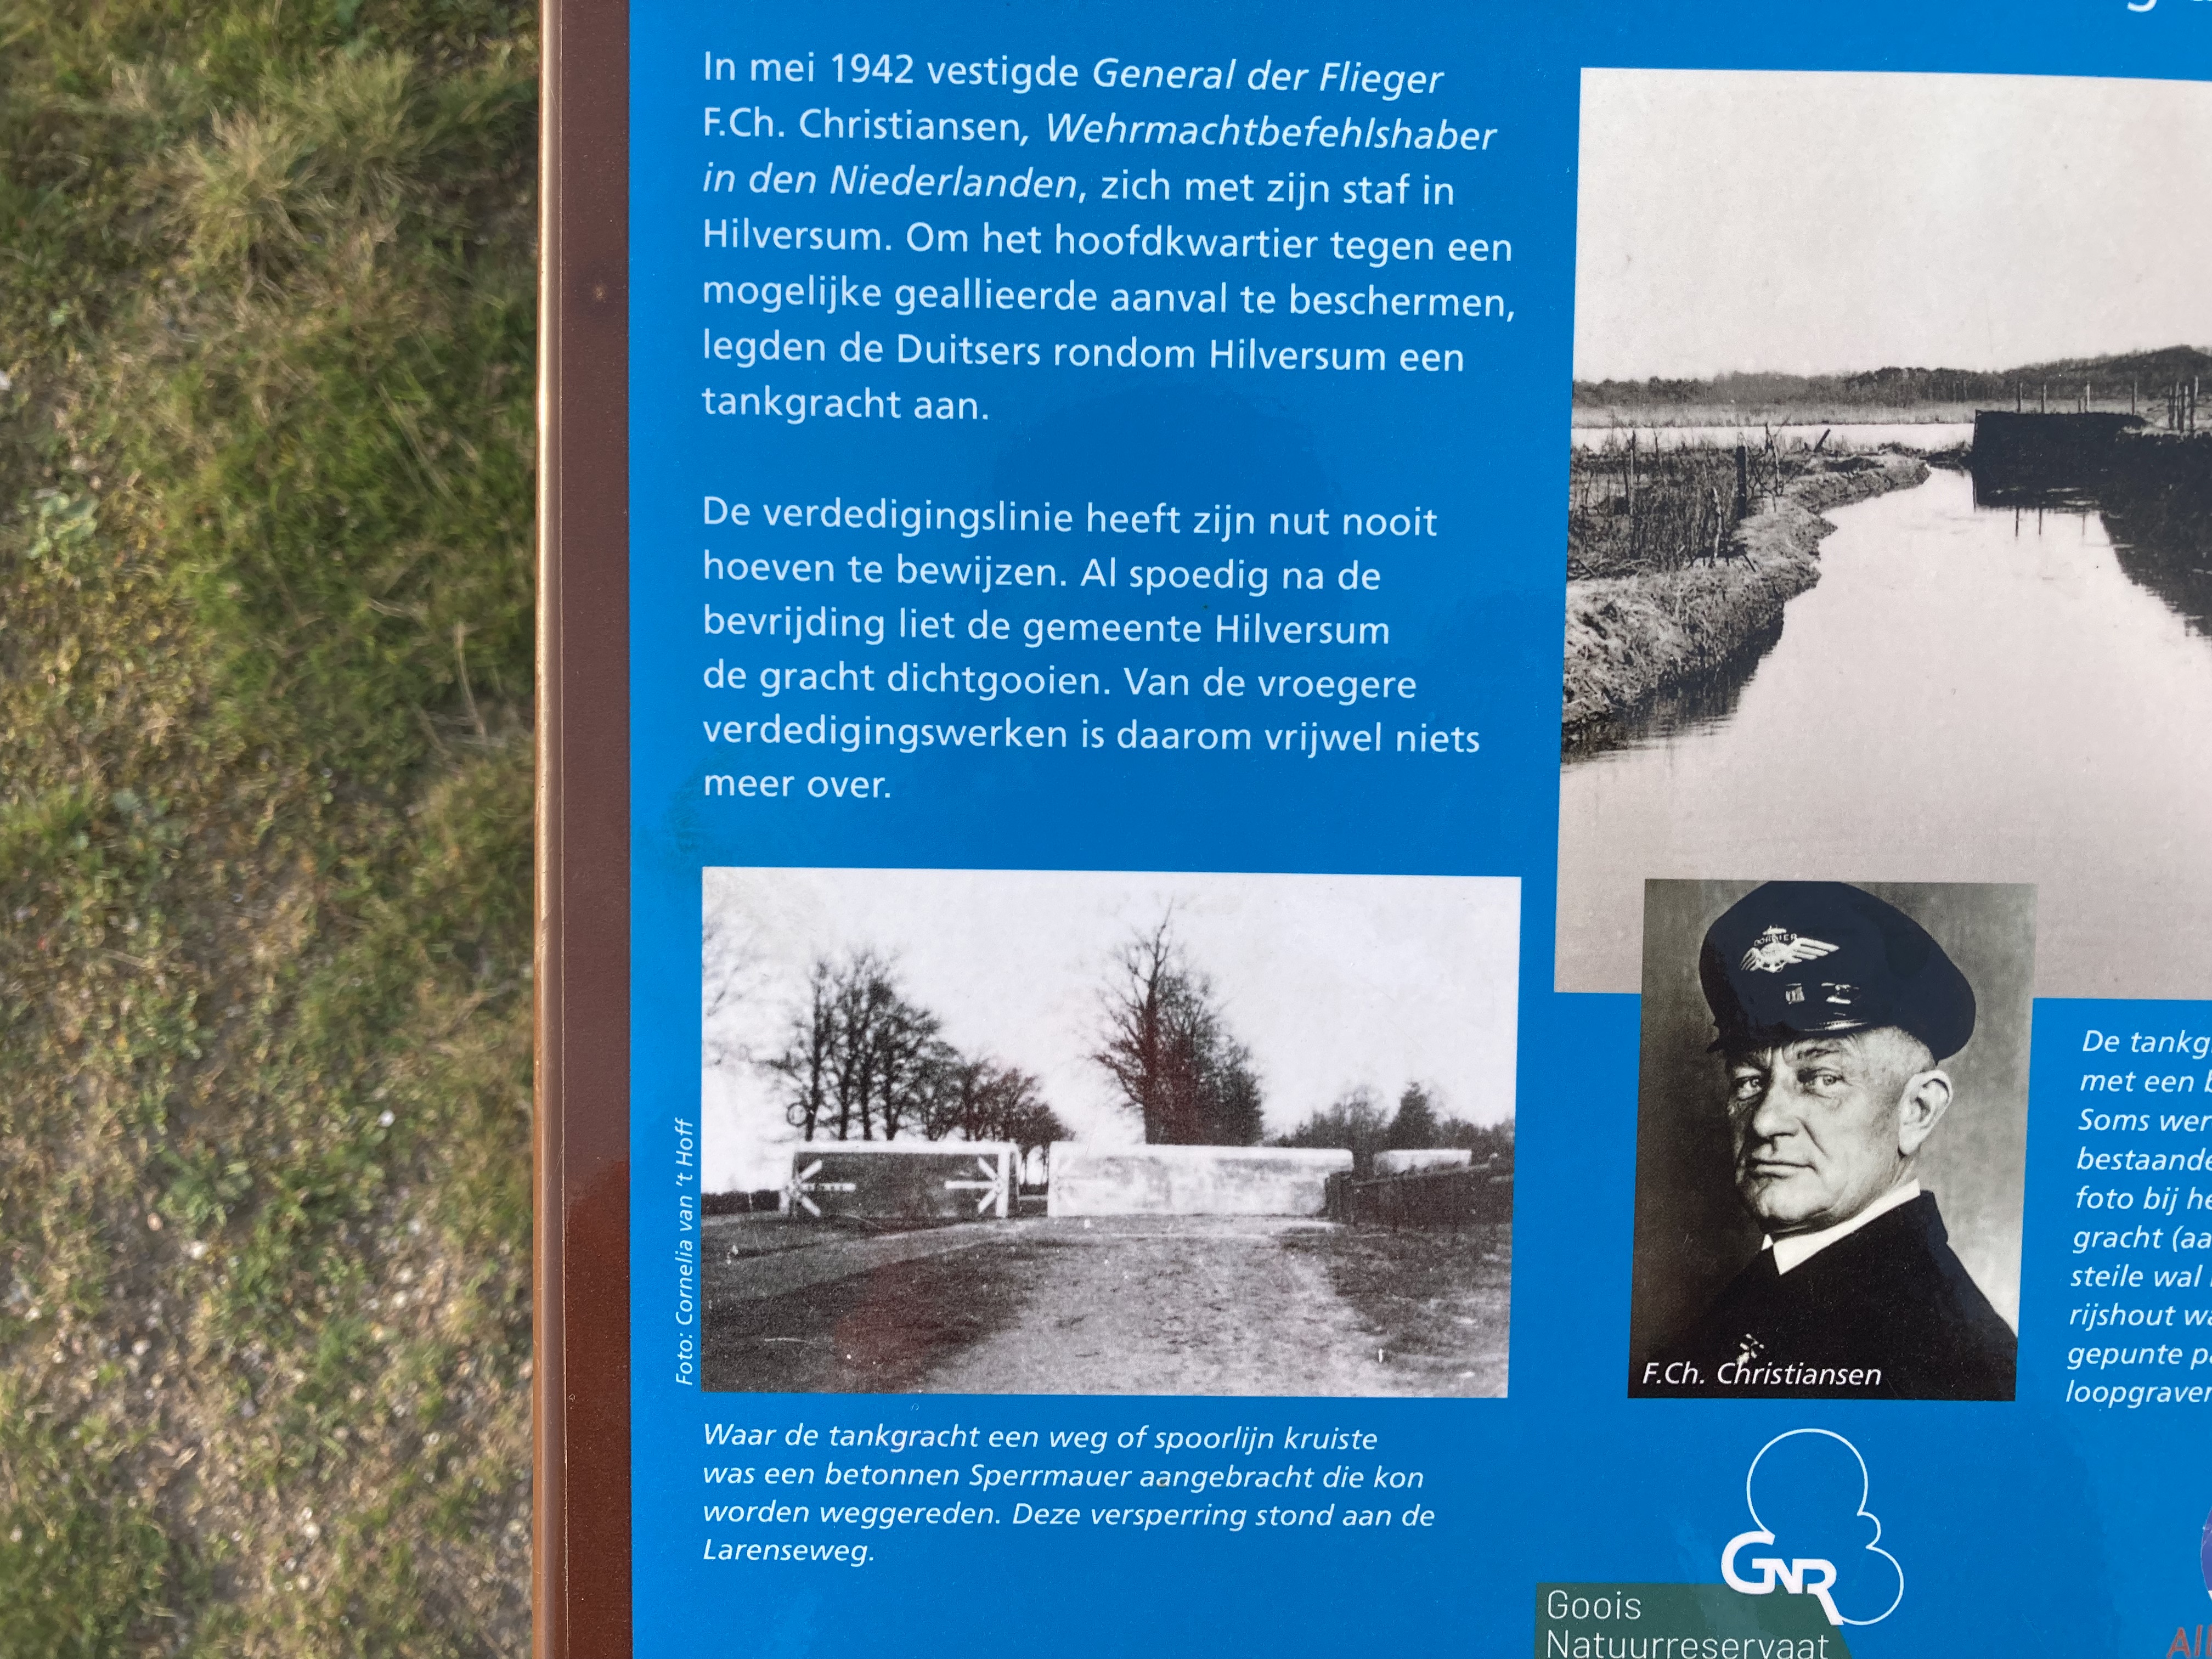 In mei 1942 vestigde General der Flieger
F.Ch. Christiansen, Wehrmachtbefehlshaber
in den Niederlanden, zich met zijn staf in
Hilversum. Om het hoofdkwartier tegen een
mogelijke geallieerde aanval te beschermen,
legden de Duitsers rondom Hilversum een
tankgracht aan.
De verdedigingslinie heeft zijn nut nooit
hoeven te bewijzen. Al spoedig na de
bevrijding liet de gemeente Hilversum
de gracht dichtgooien. Van de vroegere
verdedigingswerken is daarom vrijwel niets
meer over.
Foto: Cornelia van 't Hoff
Waar de tankgracht een weg of spoorlijn kruiste
was een betonnen Sperrmauer aangebracht die kon
worden weggereden. Deze versperring stond aan de
Larenseweg.
DORNIER
F.Ch. Christiansen
De
met een
Soms
foto bij
gracht
steile wal
rijshout
gepunte
GNR
Goois
Natuurreservaat